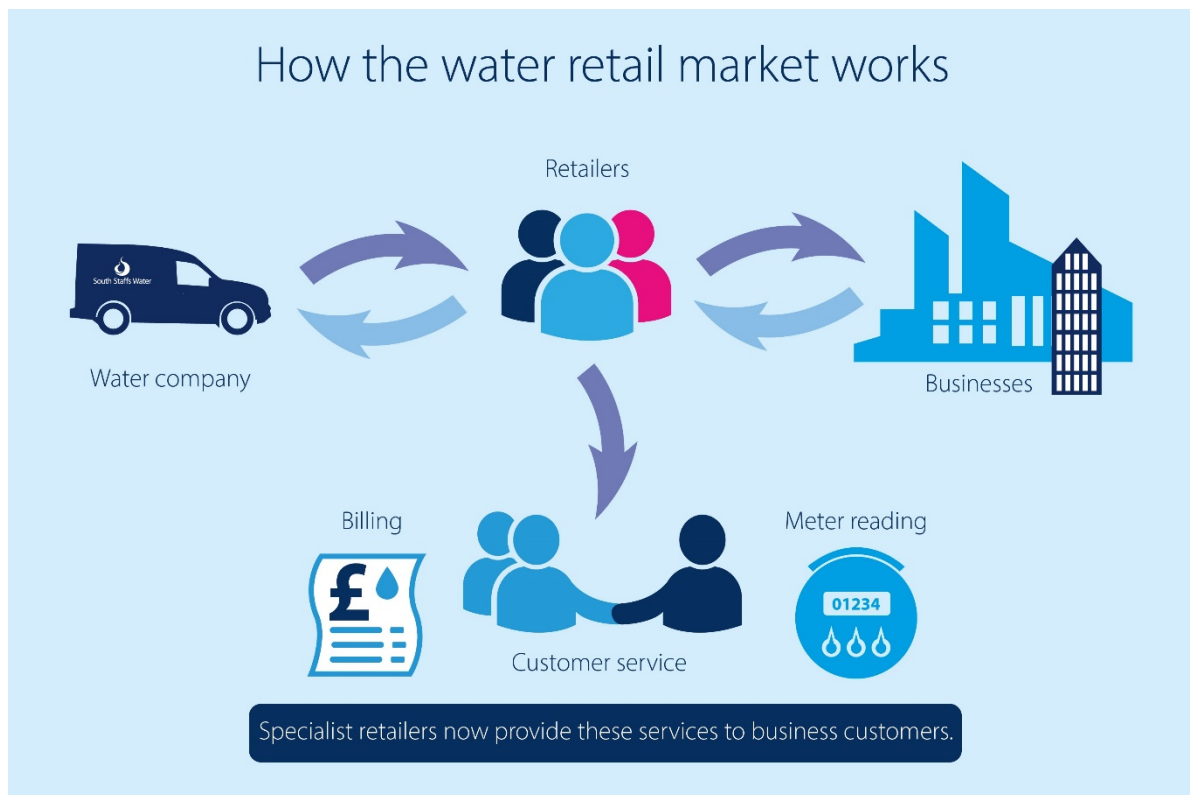 How the water retail market works
Retailers
South Staffs Water
Water company
Businesses
Billing
Meter reading
£
01234
Customer service
Specialist retailers now provide these services to business customers.